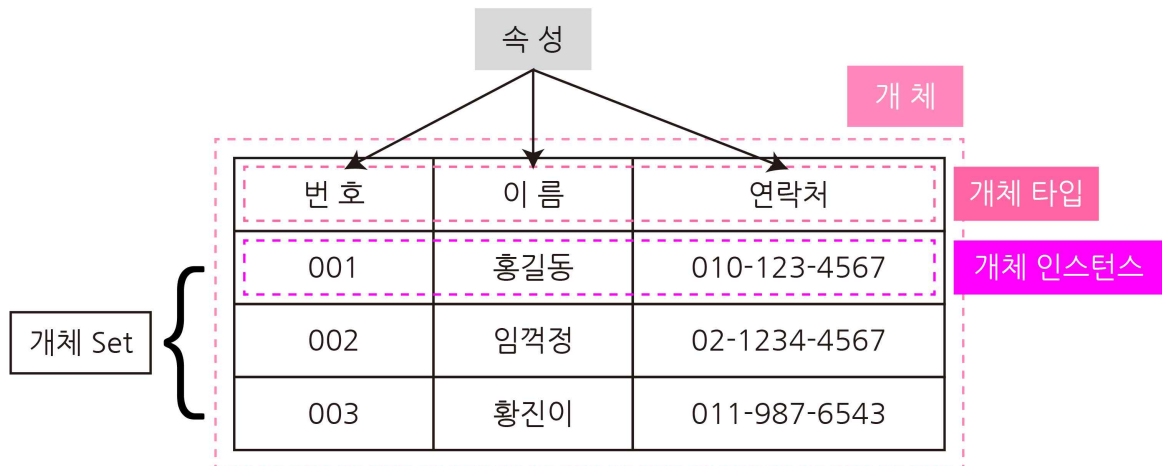 속 성
개 체
번 호 이 름 연락처 개체 타입
001 홍길동 010-123-4567 개체 인스턴스
개체 Set 002 임꺽정 02-1234-4567
003 황진이 011-987-6543